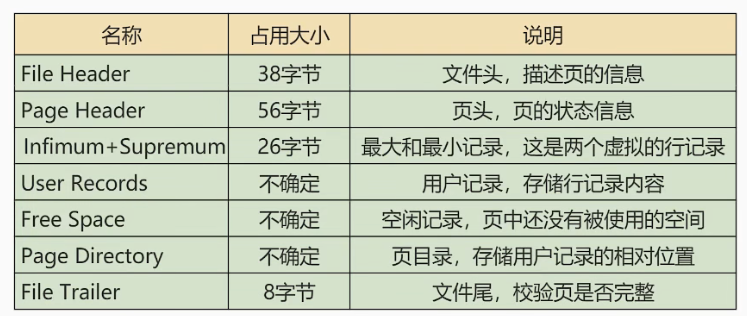 名称 占用大小 说明
File Header 38字节 文件头，描述页的信息
Page Header 56字节 页头，页的状态信息
Infimum+Supremum 26字节 最大和最小记录，这是两个虚拟的行记录
User Records 不确定 用户记录，存储行记录内容
Free Space 不确定 空闲记录，页中还没有被使用的空间
Page Directory 不确定 页目录，存储用户记录的相对位置
File Trailer 8字节 文件尾，校验页是否完整